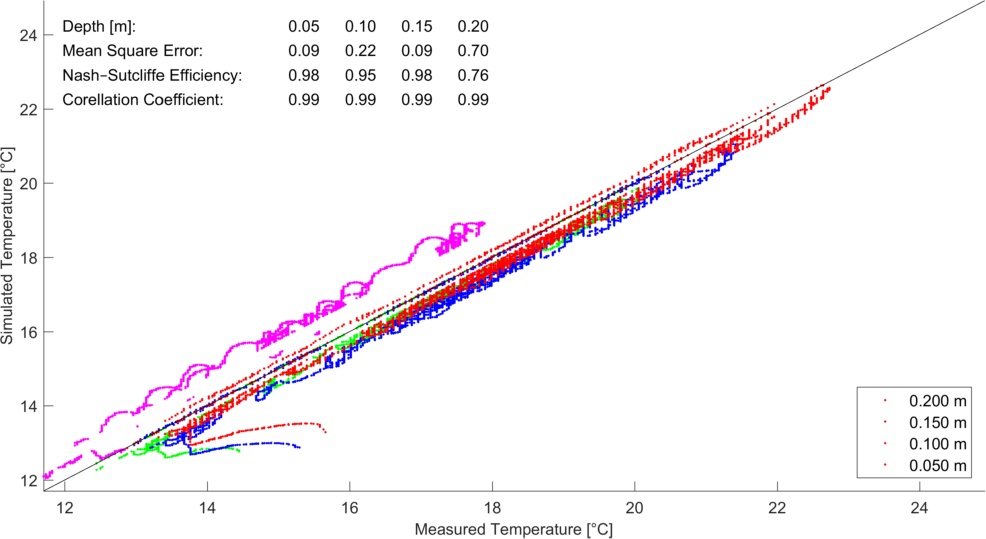 Depth [m]: 0.05 0.10 0.15 0.20
Mean Square Error: 0.09 0.22 0.09 0.70
Nash-Sutcliffe Efficiency: 0.98 0.95 0.98 0.76
Corellation Coefficient: 0.99 0.99 0.99 0.99
24
22
20
18
16
14
12
Simulated Temperature [°C]
0.200 m
0.150 m
0.100 m
0.050 m
12 14 16 18 20 22 24
Measured Temperature [°C]